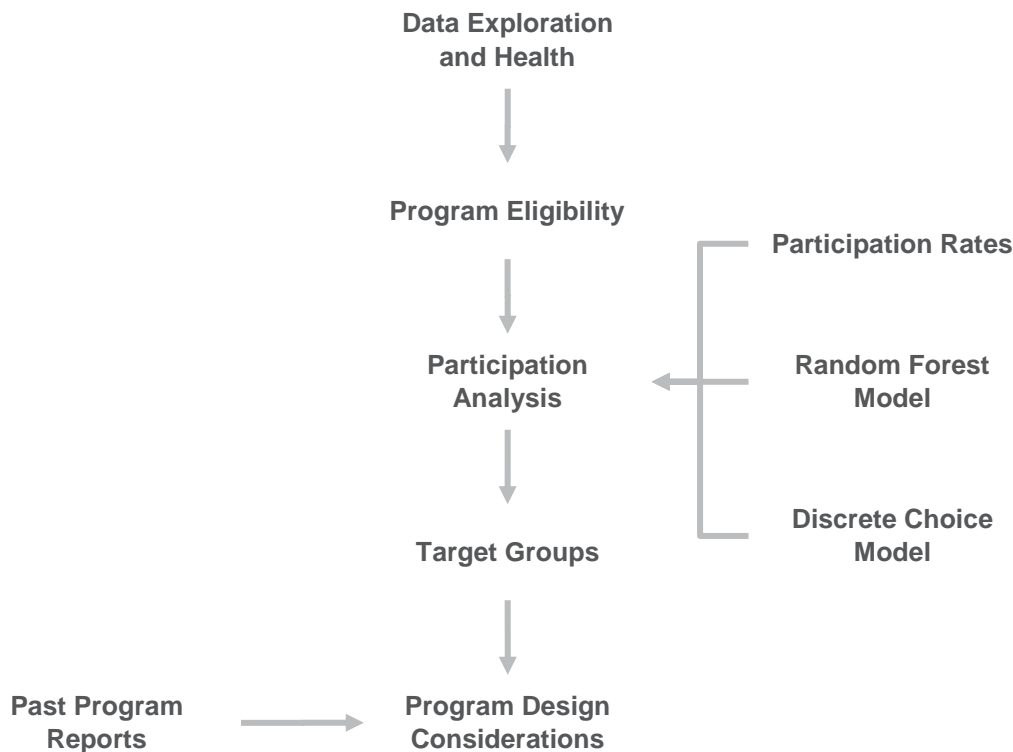 Data Exploration
and Health
Program Eligibility
Participation Rates
Participation
Analysis
Random Forest
Model
Discrete Choice
Model
Target Groups
Past Program
Reports
Program Design
Considerations